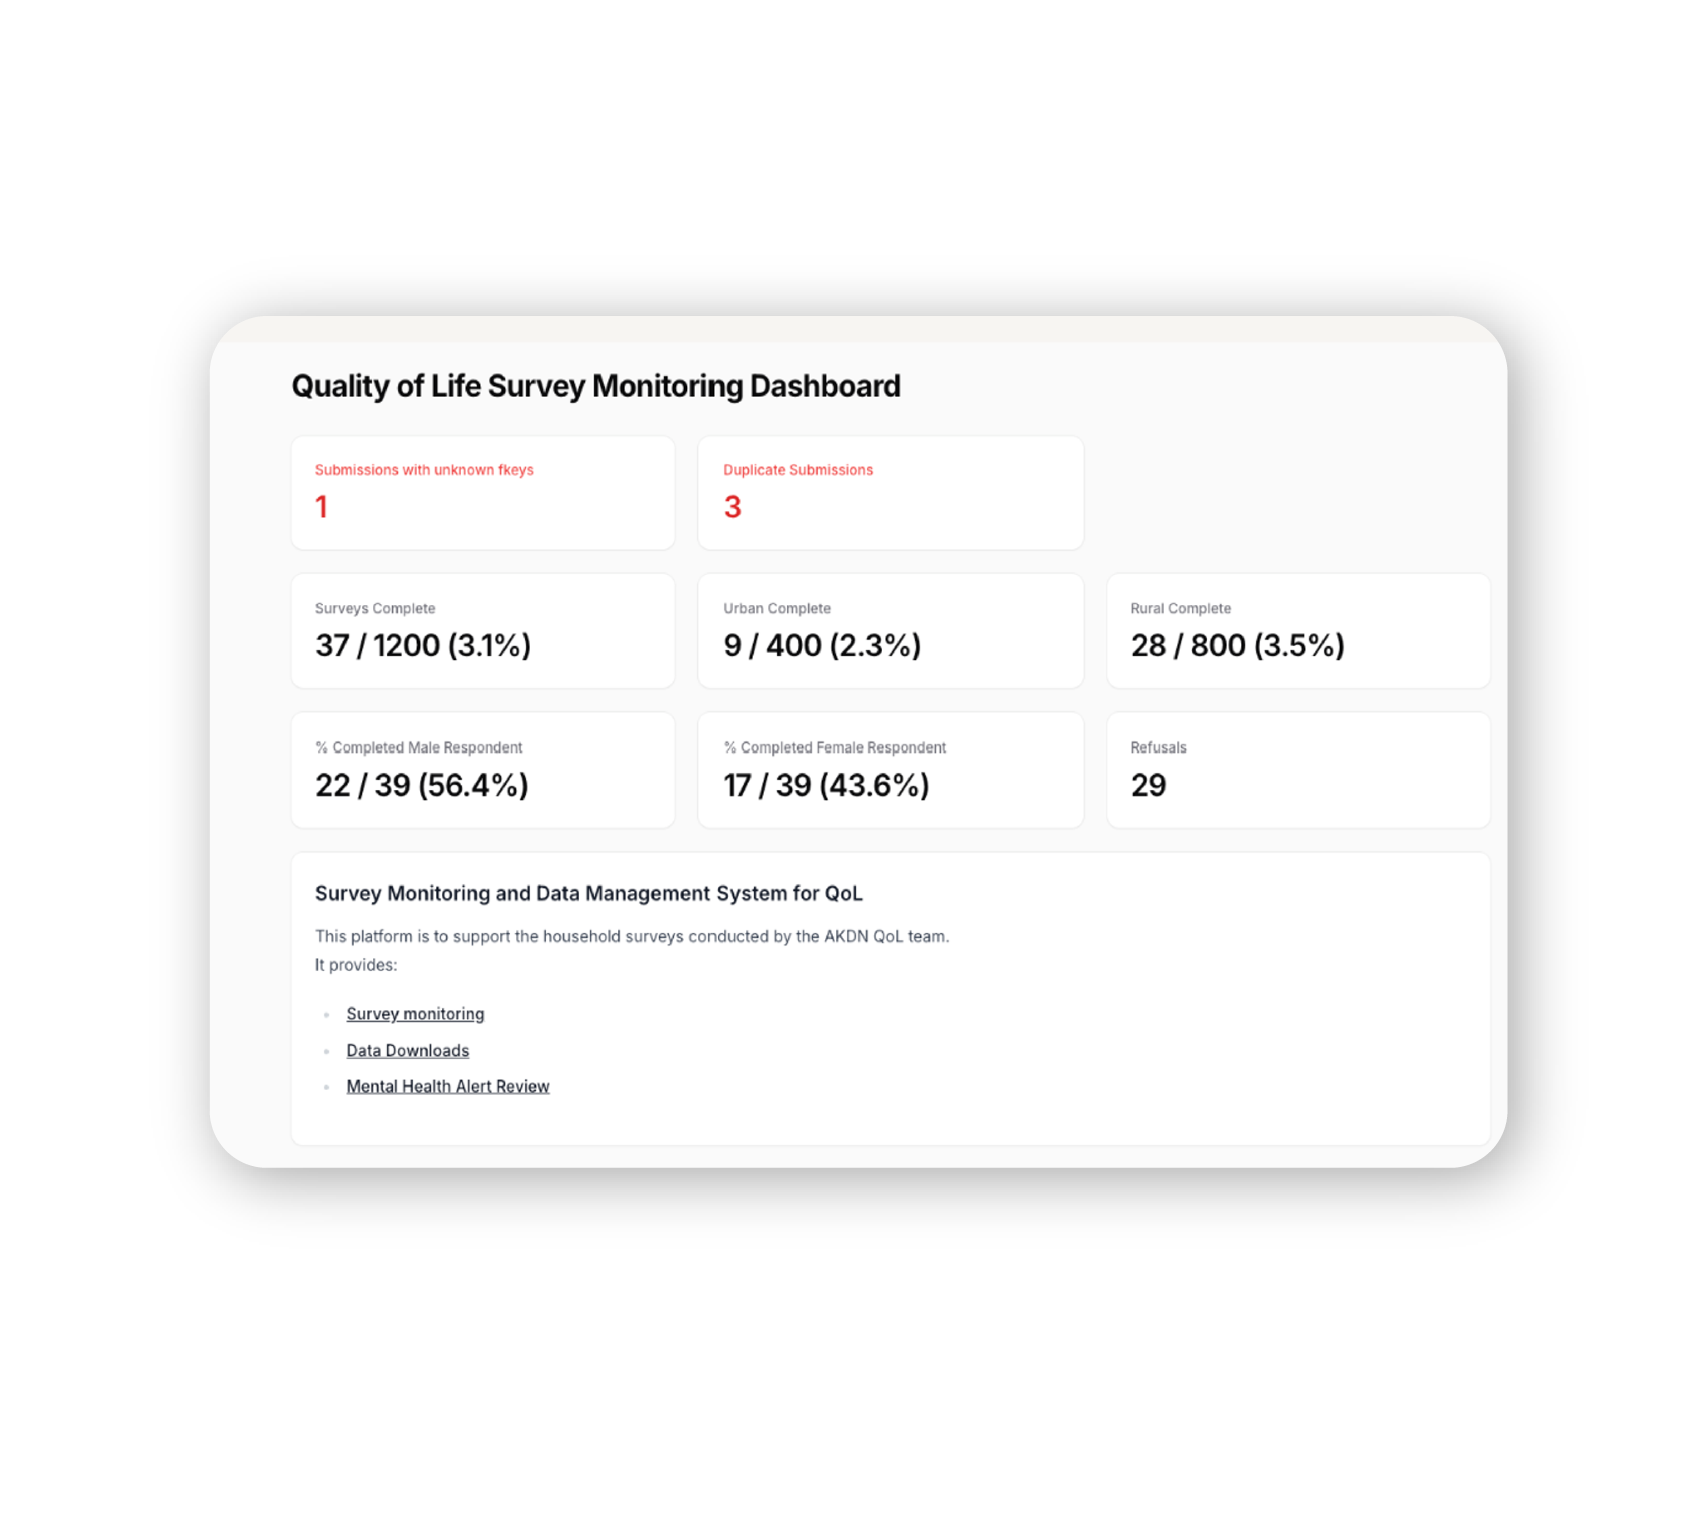 Quality of Life Survey Monitoring Dashboard
Submissions with unknown fkeys
1
Duplicate Submissions
3
Surveys Complete
37 / 1200 (3.1%)
Urban Complete
9 / 400 (2.3%)
Rural Complete
28 / 800 (3.5%)
% Completed Male Respondent
22 / 39 (56.4%)
% Completed Female Respondent
17 / 39 (43.6%)
Refusals
29
Survey Monitoring and Data Management System for QoL
This platform is to support the household surveys conducted by the AKDN QoL team.
It provides:
Survey monitoring
Data Downloads
Mental Health Alert Review